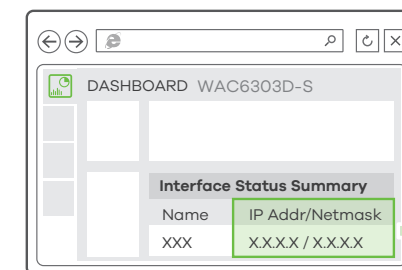 DASHBOARD WAC6303D-S
Interface Status Summary
Name IP Addr/Netmask
XXX X.X.X.X / X.X.X.X